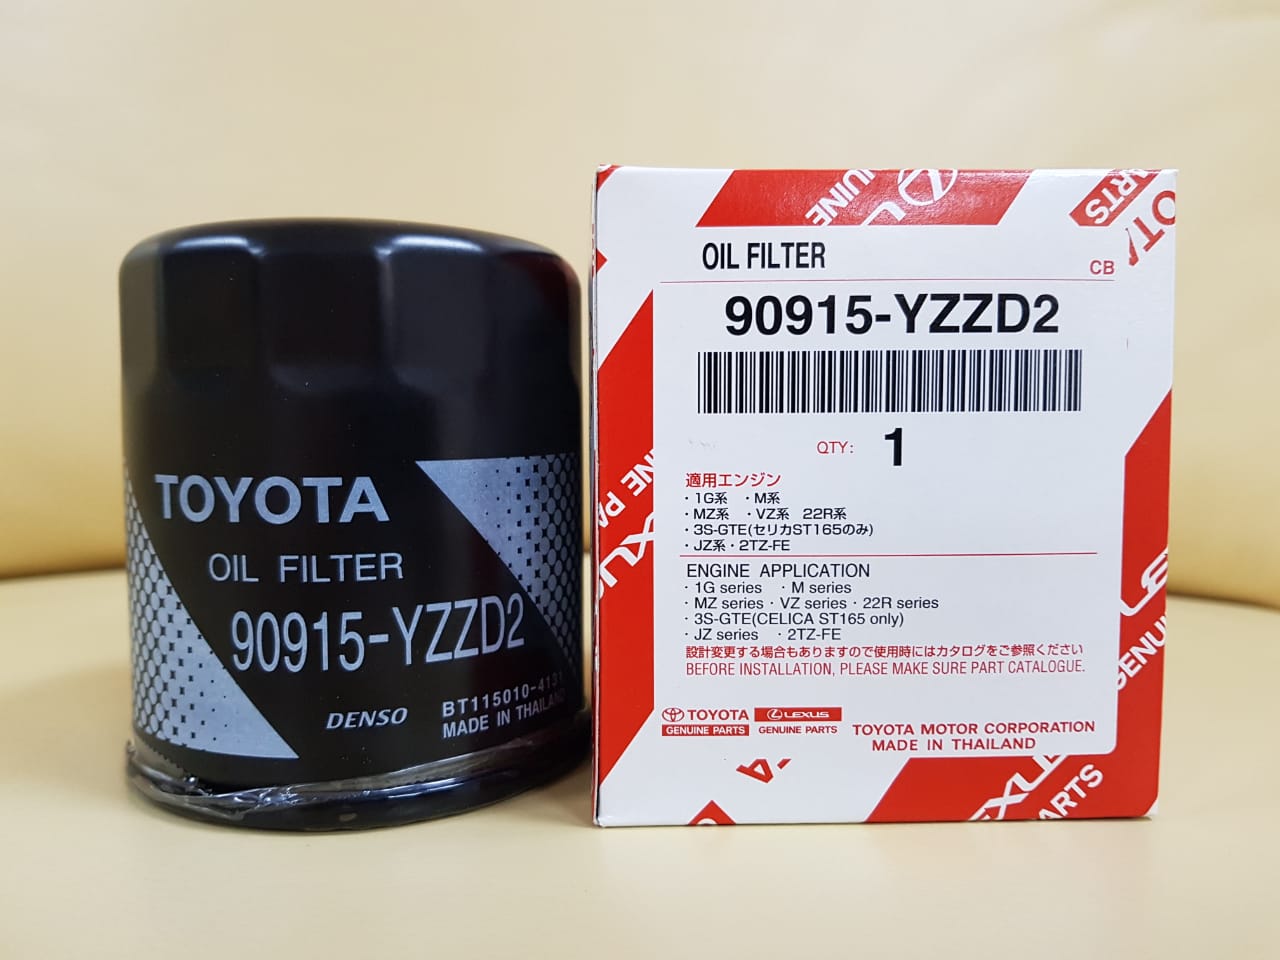 TOYOTA
OIL FILTER
90915-YZZD2
DENSO
BT115010-4131
MADE IN THAILAND
OIL FILTER
CB
90915-YZZD2
QTY: 1
適用エンジン
・1G系 ・M系
・MZ系 ・VZ系 22R系
・3S-GTE(セリカST165のみ)
・JZ系・2TZ-FE
ENGINE APPLICATION
・1G series ・M series
・MZ series・VZ series・22R series
・3S-GTE(CELICA ST165 only)
・JZ series ・2TZ-FE
設計変更する場合もありますので使用時にはカタログをご参照ください
BEFORE INSTALLATION, PLEASE MAKE SURE PART CATALOGUE.
TOYOTA
GENUINE PARTS
LEXUS
GENUINE PARTS
TOYOTA MOTOR CORPORATION
MADE IN THAILAND
PARTS